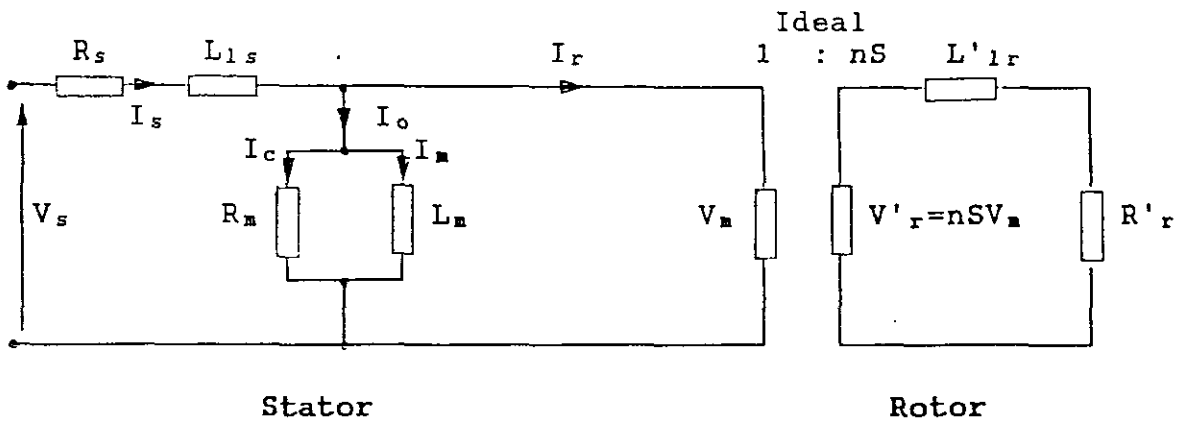 Ideal
1 : nS
Rs L1s Ir L'1r
Is Io
Ic Im
Vs Rm Lm Vm V'r=nSVm R'r
Stator Rotor